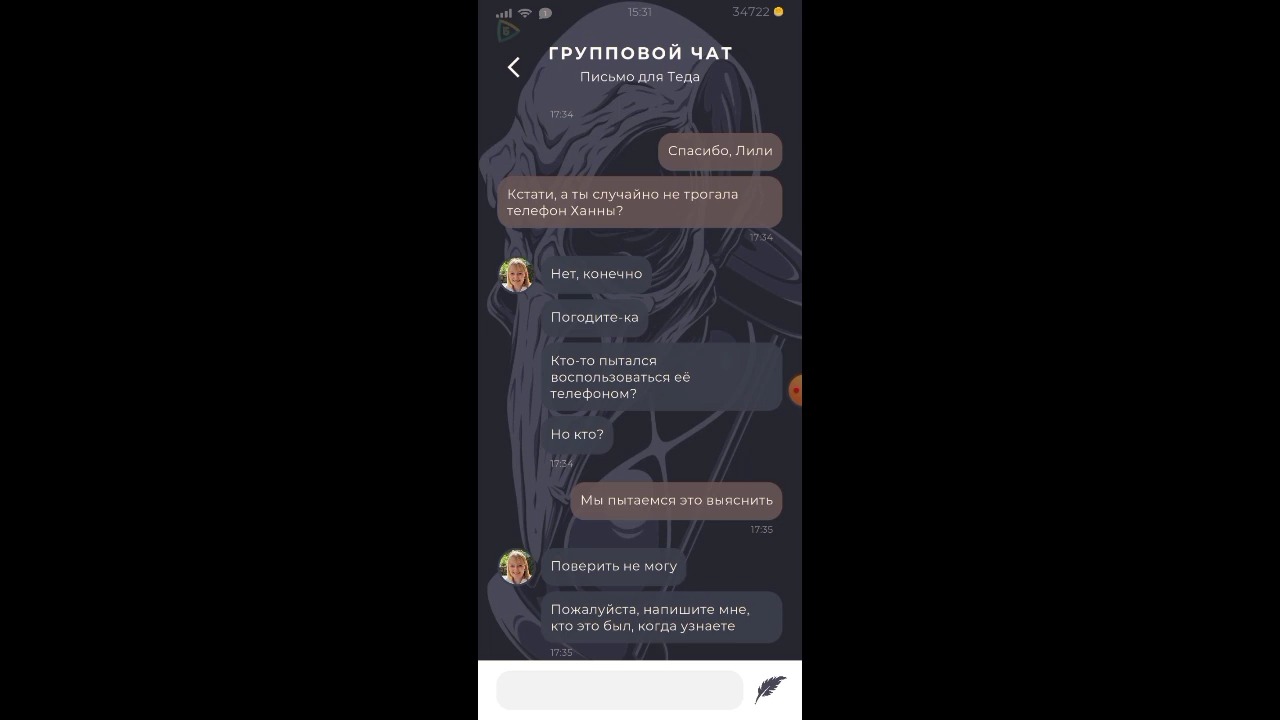 15:31
34722
ГРУППОВОЙ ЧАТ
Письмо для Теда
17:34
Спасибо, Лили
Кстати, а ты случайно не трогала
телефон Ханны?
17:34
Нет, конечно
Погодите-ка
Кто-то пытался
воспользоваться её
телефоном?
Но кто?
17:34
Мы пытаемся это выяснить
17:35
Поверить не могу
Пожалуйста, напишите мне,
кто это был, когда узнаете
17:35